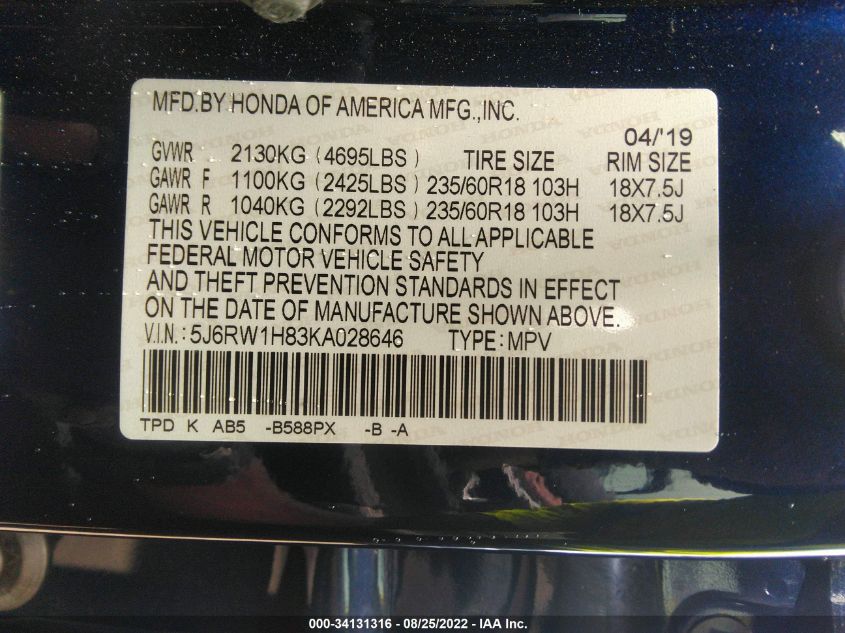 MFD.BY HONDA OF AMERICA MFG.,INC.
04/'19
GVWR 2130KG (4695LBS) TIRE SIZE RIM SIZE
GAWR F 1100KG (2425LBS) 235/60R18 103H 18X7.5J
GAWR R 1040KG (2292LBS) 235/60R18 103H 18X7.5J
THIS VEHICLE CONFORMS TO ALL APPLICABLE
FEDERAL MOTOR VEHICLE SAFETY
AND THEFT PREVENTION STANDARDS IN EFFECT
ON THE DATE OF MANUFACTURE SHOWN ABOVE.
V.I.N.: 5J6RW1H83KA028646 TYPE: MPV
TPD K AB5 -B588PX -B -A
000-34131316 - 08/25/2022 - IAA Inc.